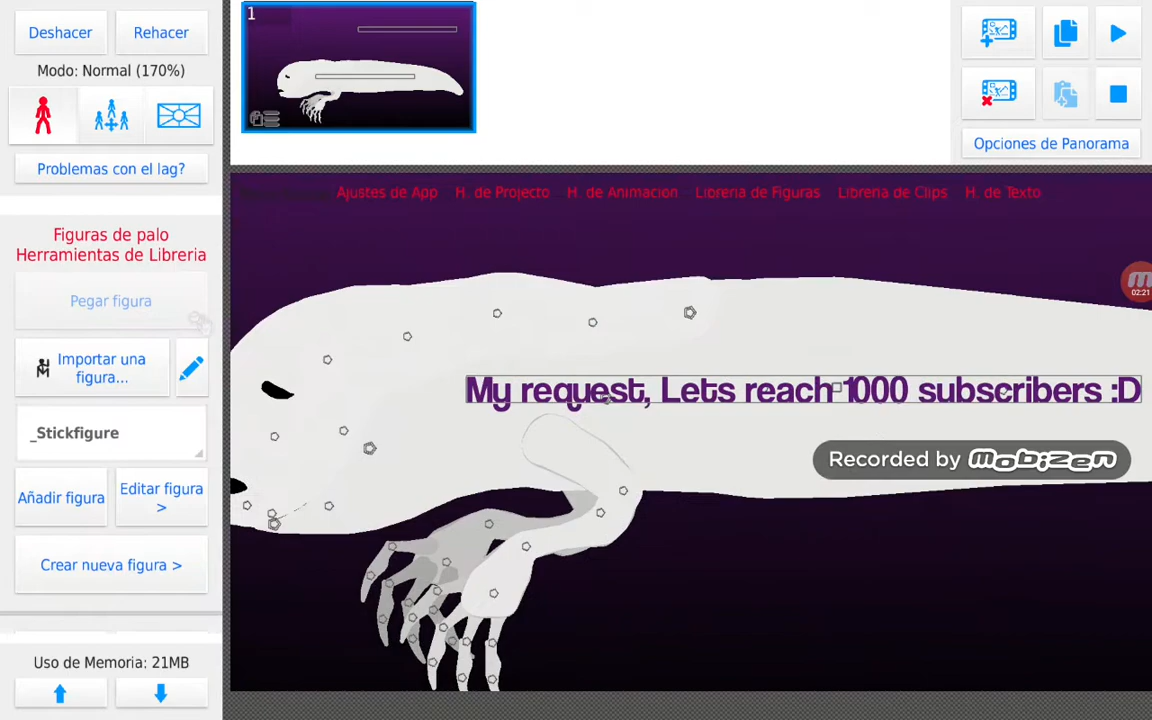 Deshacer
Rehacer
Modo: Normal (170%)
Problemas con el lag?
Figuras de palo
Herramientas de Libreria
Pegar figura
Importar una
figura...
_Stickfigure
Añadir figura
Editar figura
>
Crear nueva figura >
Uso de Memoria: 21MB
1
Opciones de Panorama
Ajustes de App
H. de Projecto
H. de Animacion
Libreria de Figuras
Libreria de Clips
H. de Texto
02:21
My request, Lets reach 1000 subscribers :D
Recorded by mobizen